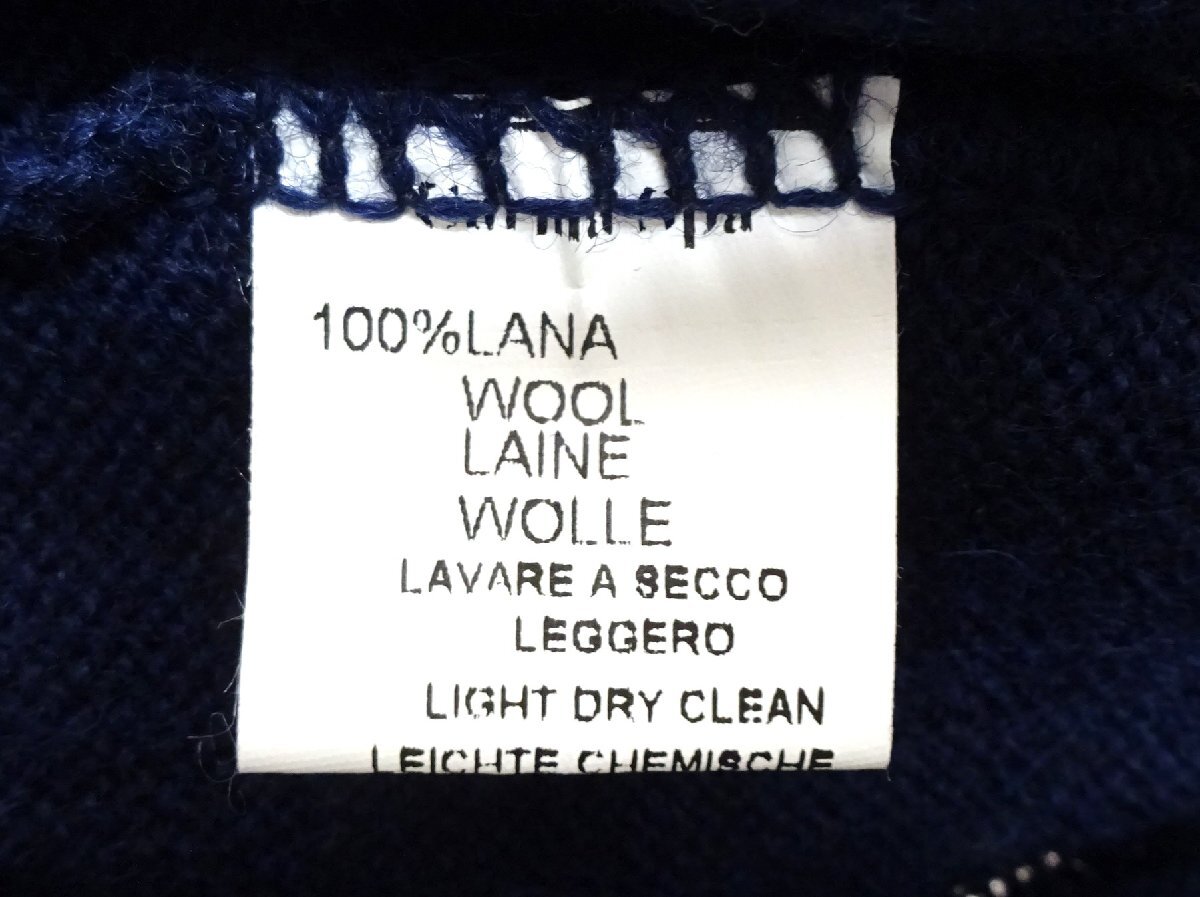 100%LANA
WOOL
LAINE
WOLLE
LAVARE A SECCO
LEGGERO
LIGHT DRY CLEAN
LEICHTE CHEMISCHE